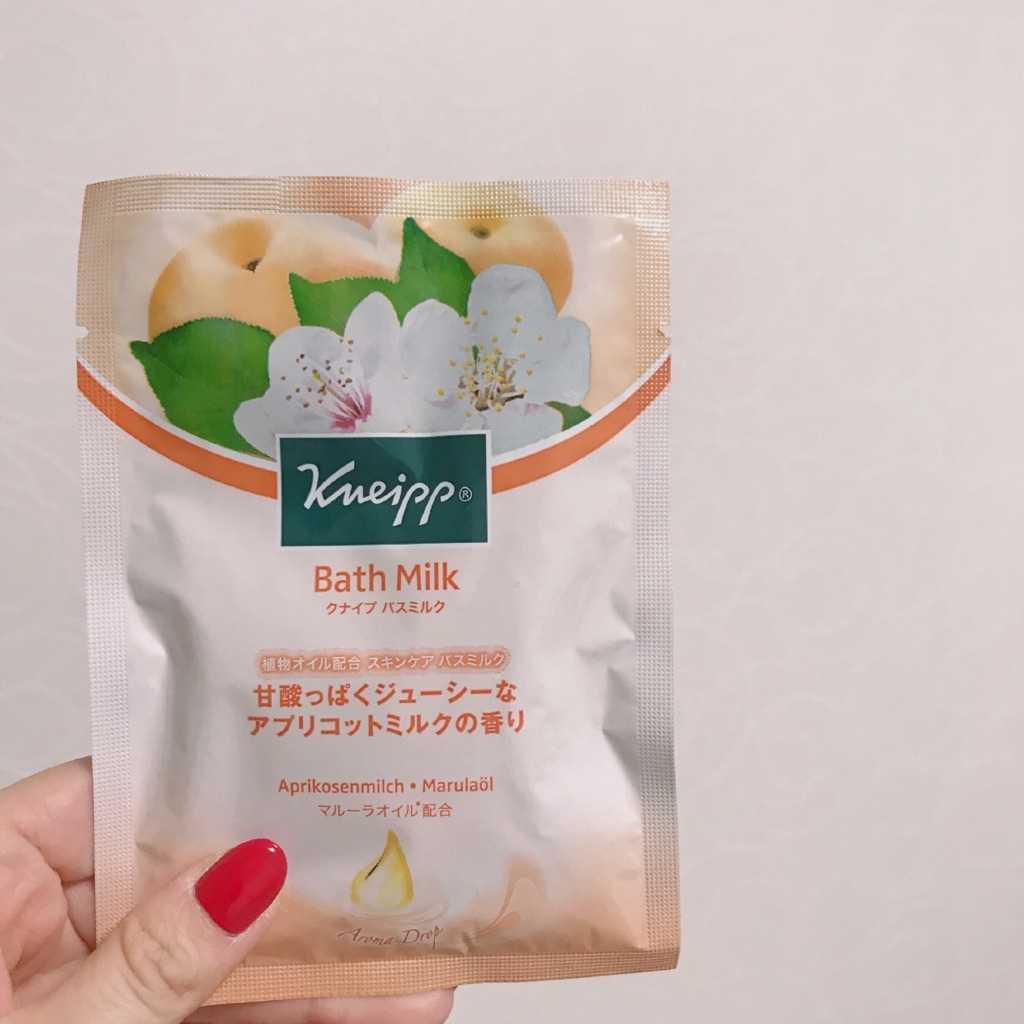 Kneipp®
Bath Milk
クナイプ バスミルク
植物オイル配合 スキンケア バスミルク
甘酸っぱくジューシーな
アプリコットミルクの香り
Aprikosenmilch • Marulaöl
マルーラオイル*配合
Aroma Drop